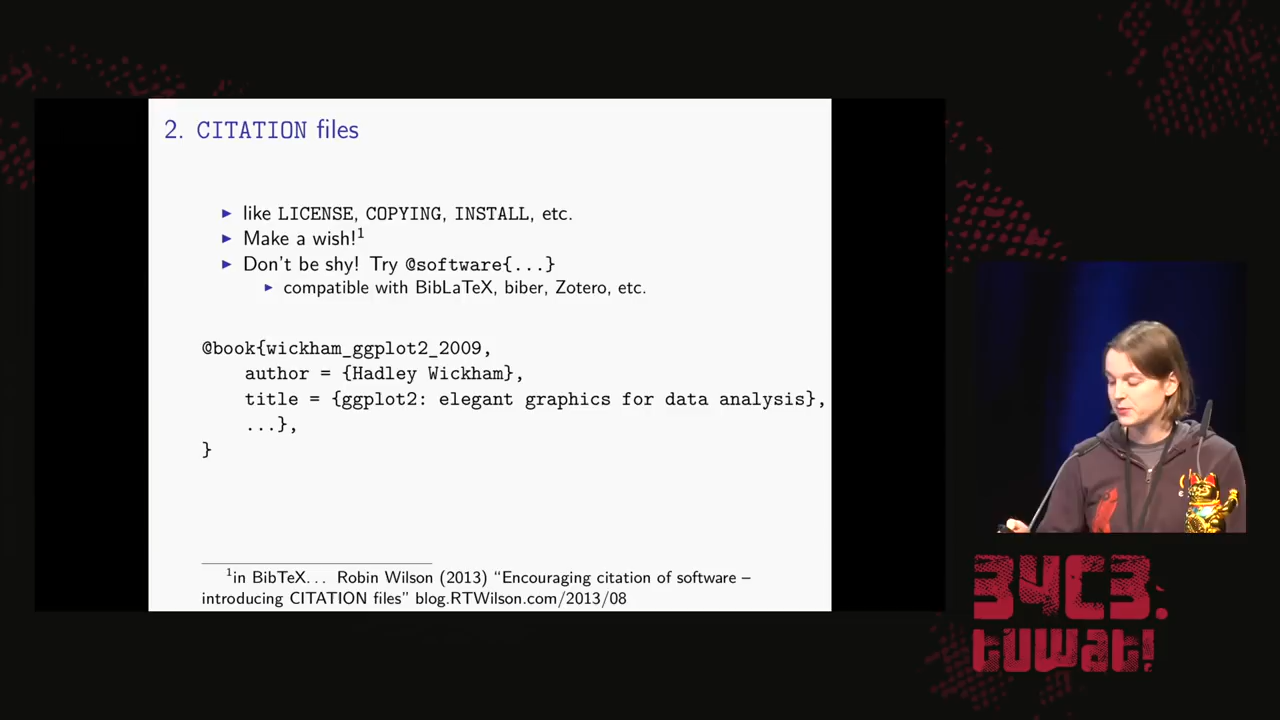 2. CITATION files
▶ like LICENSE, COPYING, INSTALL, etc.
▶ Make a wish!¹
▶ Don't be shy! Try @software{...}
▶ compatible with BibLaTeX, biber, Zotero, etc.
@book{wickham_ggplot2_2009,
author = {Hadley Wickham},
title = {ggplot2: elegant graphics for data analysis},
...},
}
¹in BibTeX... Robin Wilson (2013) “Encouraging citation of software –
introducing CITATION files” blog.RTWilson.com/2013/08
34C3.
tuwat!